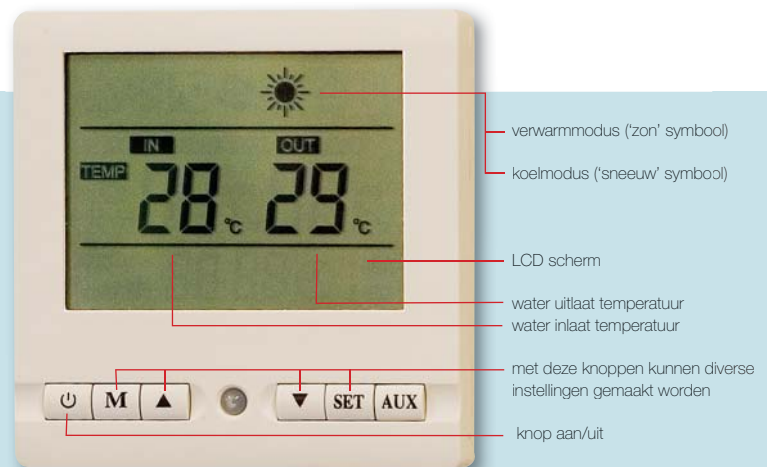 verwarmmodus ('zon' symbool)
IN OUT
TEMP 28 °C 29 °C
koelmodus ('sneeuw' symbool)
LCD scherm
water uitlaat temperatuur
water inlaat temperatuur
met deze knoppen kunnen diverse
instellingen gemaakt worden
M SET AUX
knop aan/uit